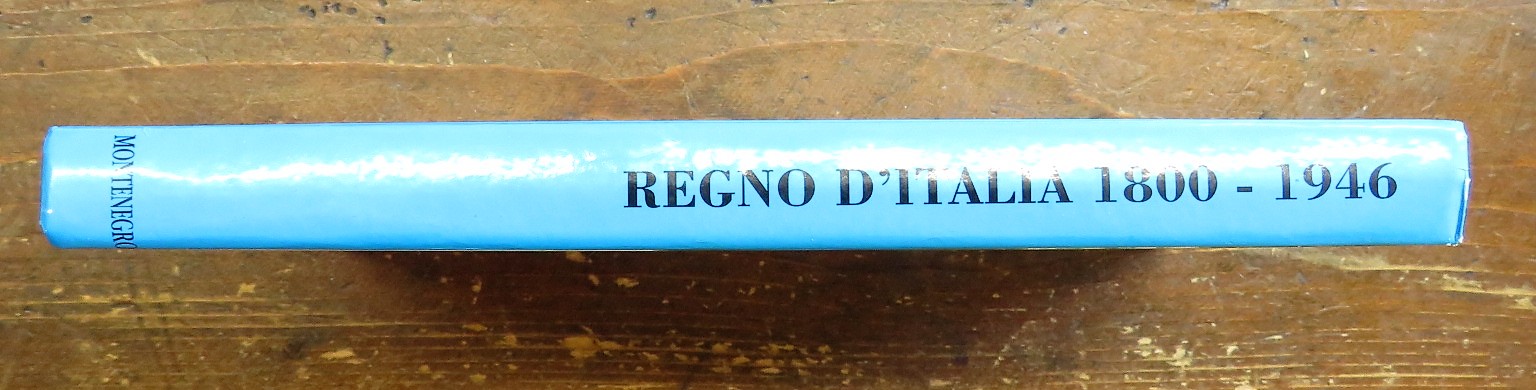 MONTENEGRO
REGNO D'ITALIA 1800 - 1946